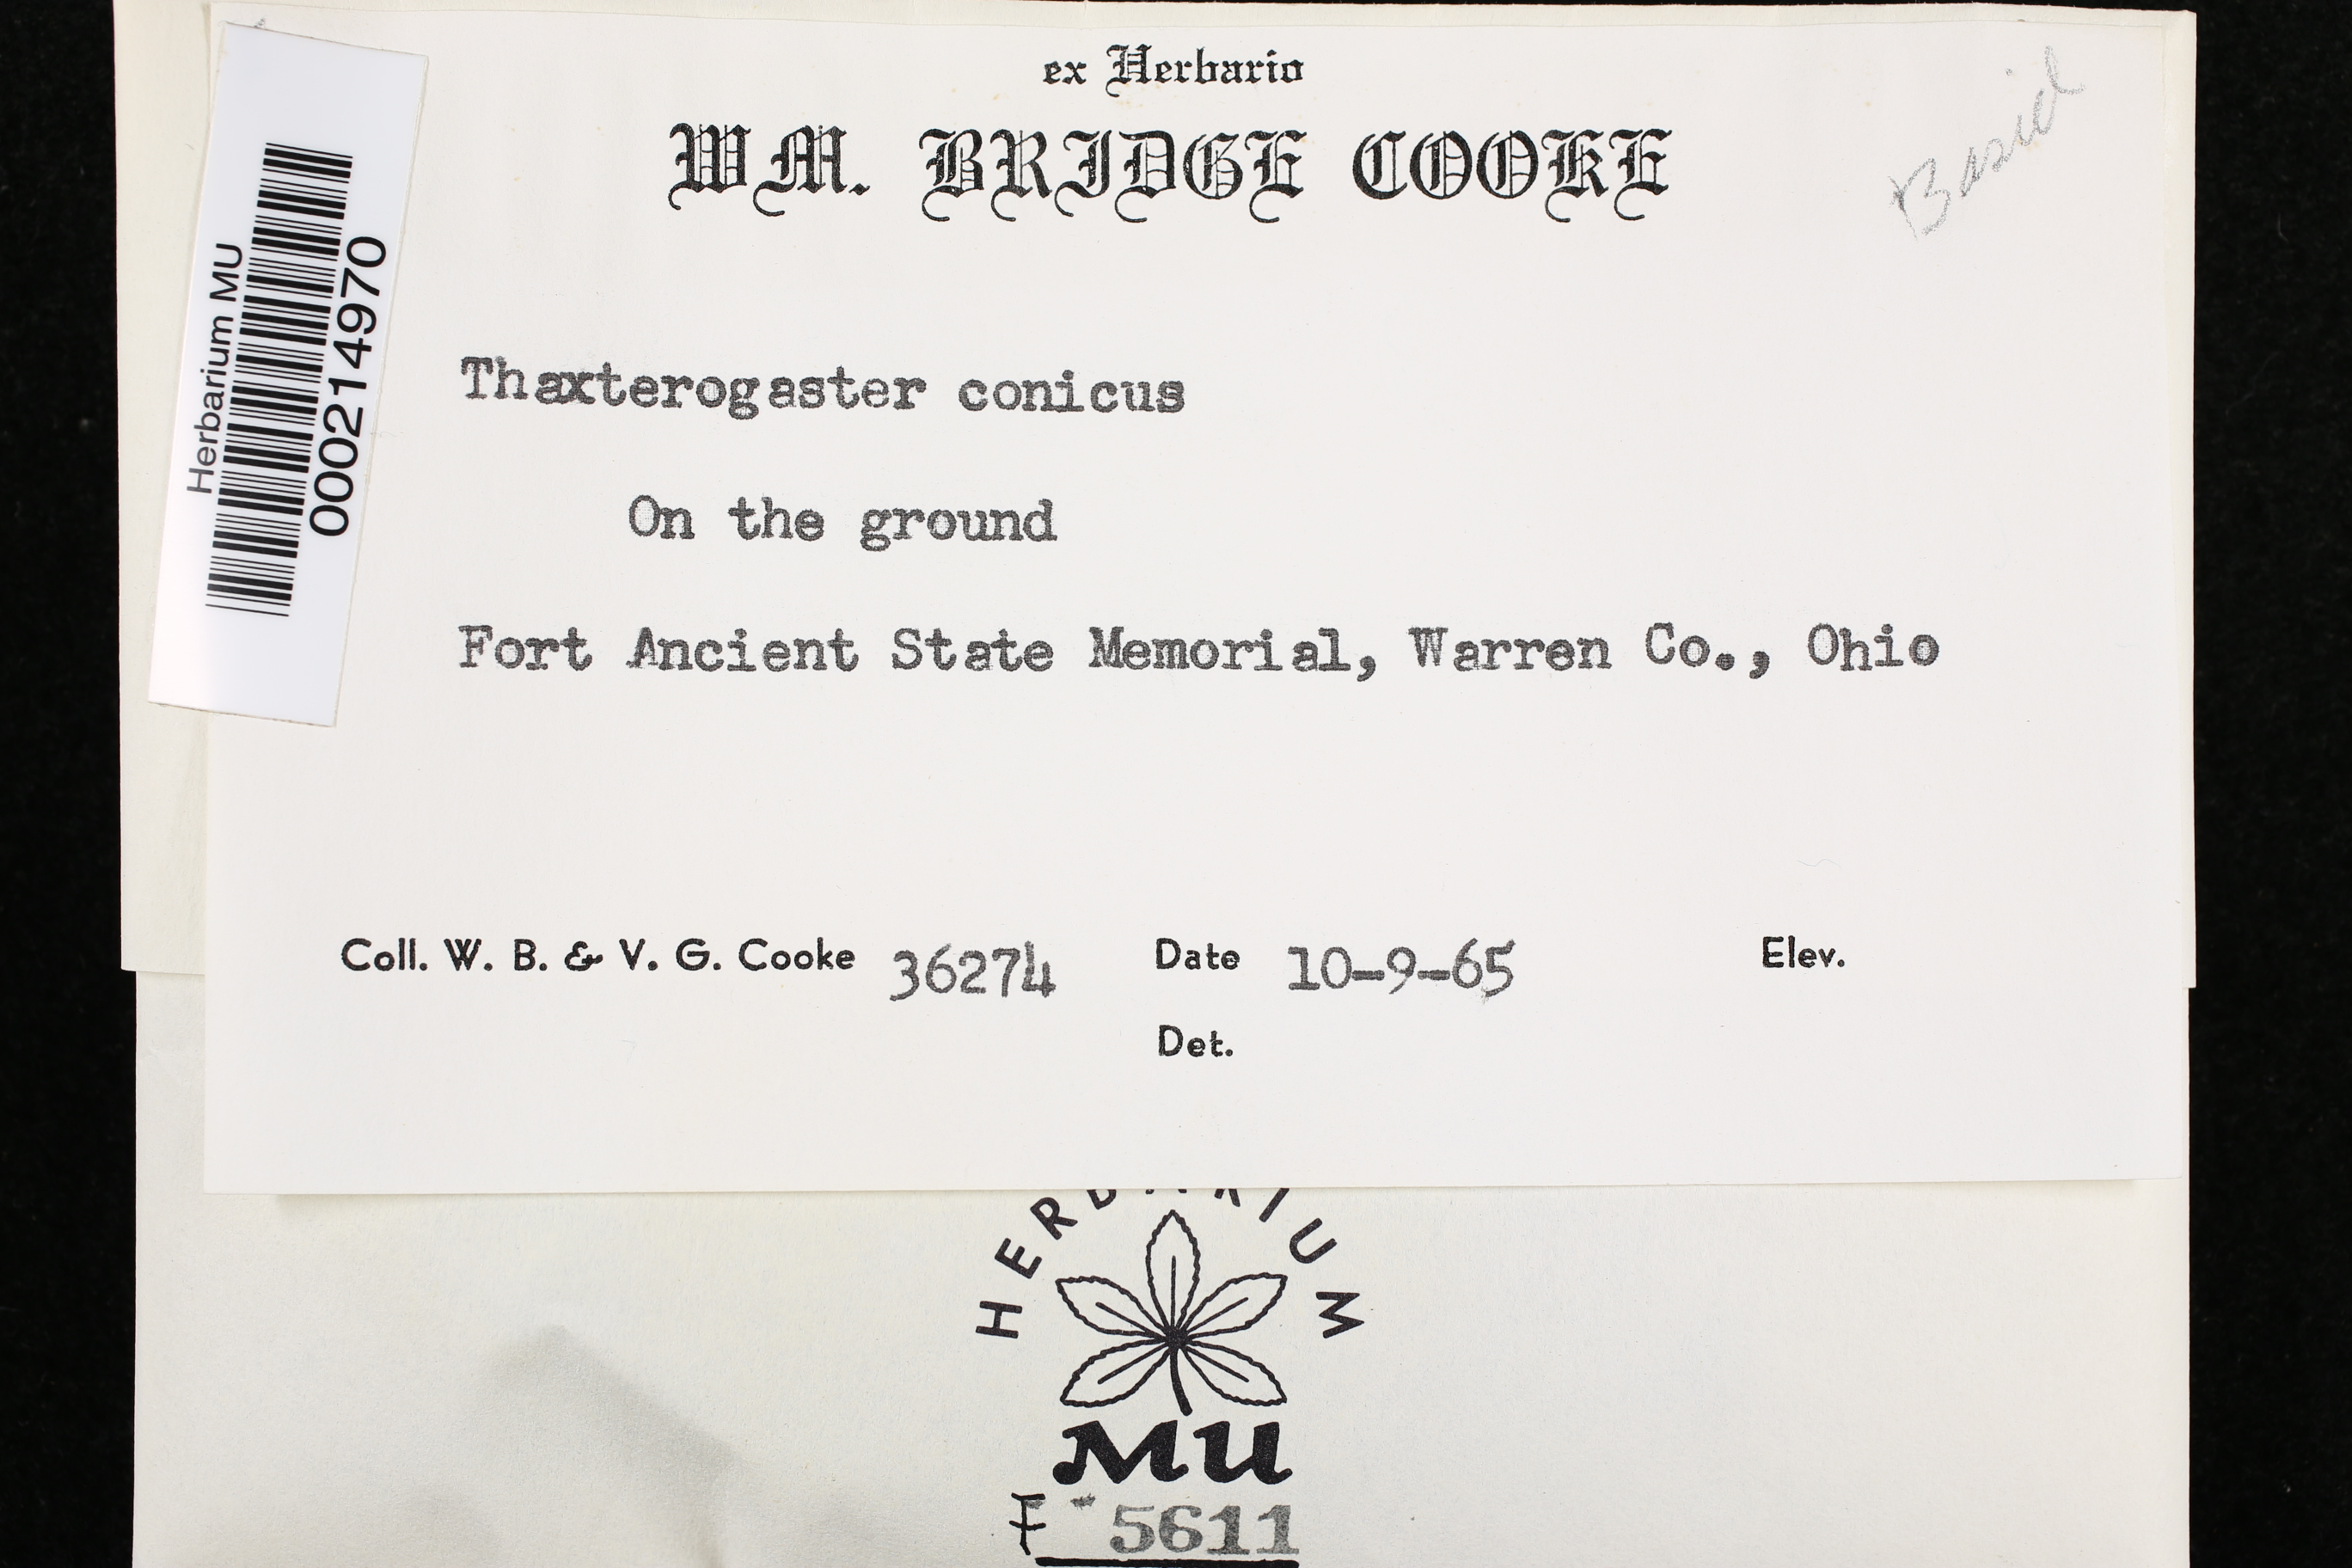 ex Herbario
WM. BRIDGE COOKE
Basid
Herbarium MU
000214970
Thaxterogaster conicus
On the ground
Fort Ancient State Memorial, Warren Co., Ohio
Coll. W. B. & V. G. Cooke 36274 Date 10-9-65 Elev.
Det.
HERBARIUM
MU
F 5611